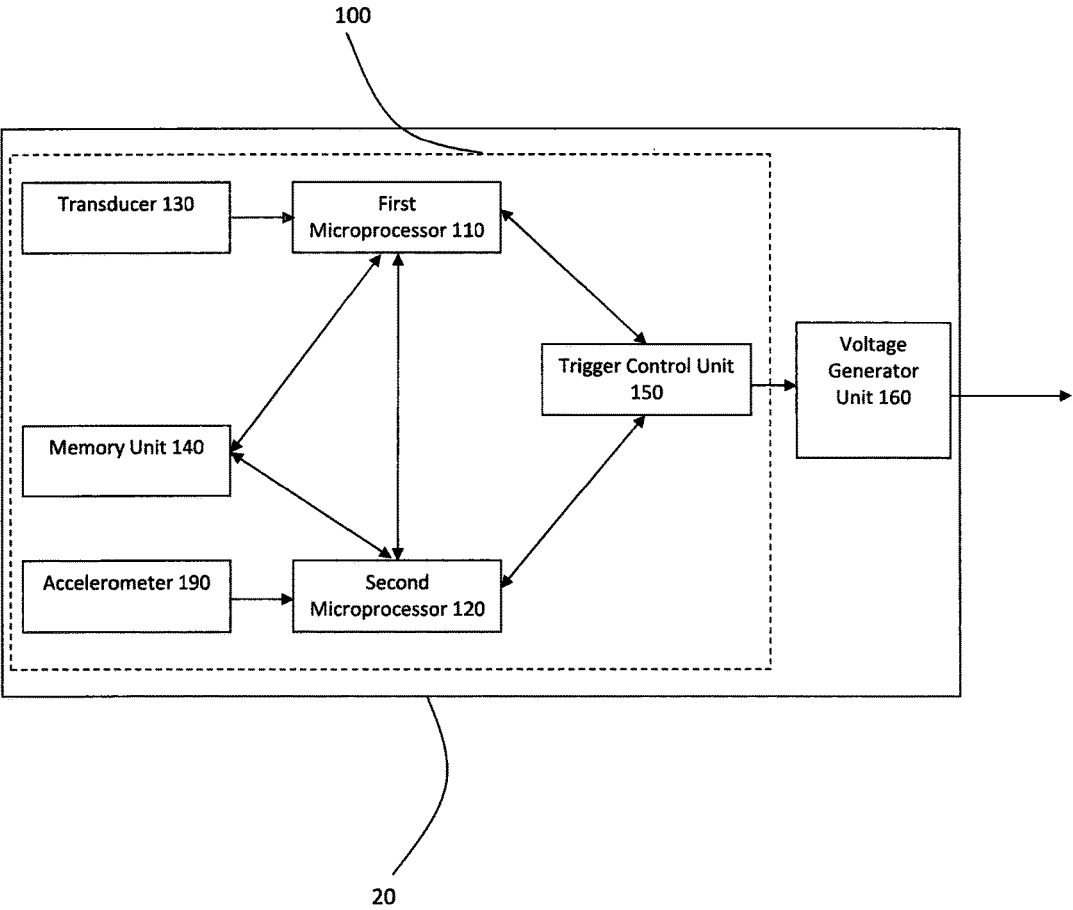 100
Transducer 130
First
Microprocessor 110
Trigger Control Unit
150
Voltage
Generator
Unit 160
Memory Unit 140
Accelerometer 190
Second
Microprocessor 120
20